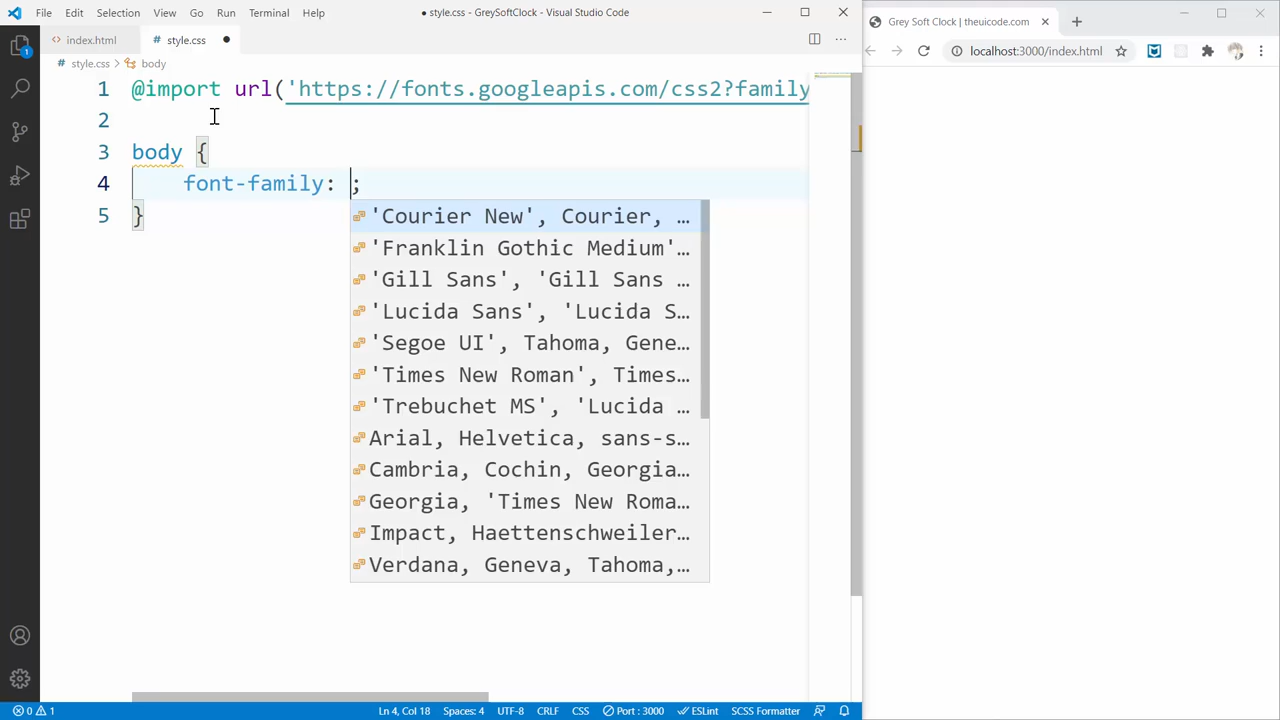 File Edit Selection View Go Run Terminal Help
● style.css - GreySoftClock - Visual Studio Code
Grey Soft Clock | theuicode.com
index.html
style.css
localhost:3000/index.html
style.css > body
1 @import url('https://fonts.googleapis.com/css2?family
2
3 body {
4 font-family: ;
5 }
'Courier New', Courier, …
'Franklin Gothic Medium'…
'Gill Sans', 'Gill Sans …
'Lucida Sans', 'Lucida S…
'Segoe UI', Tahoma, Gene…
'Times New Roman', Times…
'Trebuchet MS', 'Lucida …
Arial, Helvetica, sans-s…
Cambria, Cochin, Georgia…
Georgia, 'Times New Roma…
Impact, Haettenschweiler…
Verdana, Geneva, Tahoma,…
1
0 1 Ln 4, Col 18 Spaces: 4 UTF-8 CRLF CSS Port : 3000 ESLint SCSS Formatter